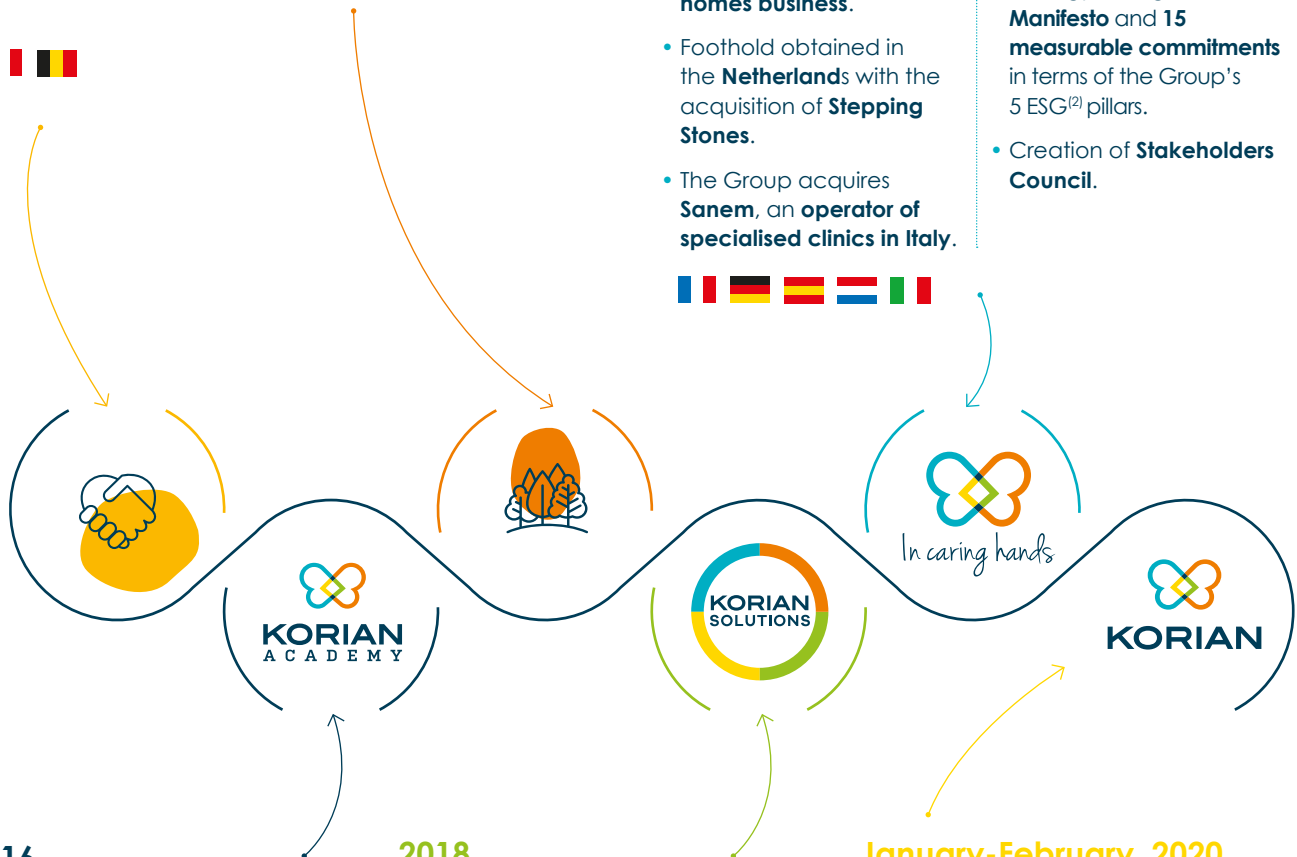 homes business.
• Foothold obtained in
the Netherlands with the
acquisition of Stepping
Stones.
• The Group acquires
Sanem, an operator of
specialised clinics in Italy.
Manifesto and 15
measurable commitments
in terms of the Group's
5 ESG(2) pillars.
• Creation of Stakeholders
Council.
In caring hands
KORIAN
ACADEMY
KORIAN
SOLUTIONS
KORIAN
16
2018
January-February 2020